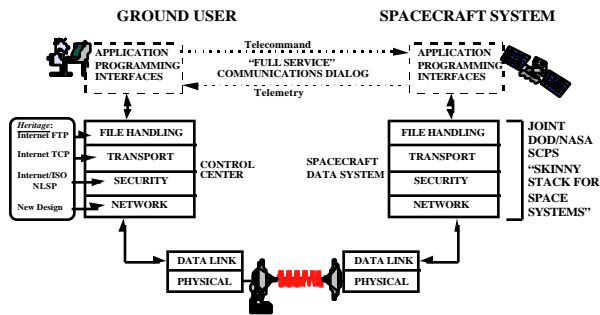 GROUND USER
SPACECRAFT SYSTEM
APPLICATION
PROGRAMMING
INTERFACES
Telecommand
“FULL SERVICE”
COMMUNICATIONS DIALOG
Telemetry
APPLICATION
PROGRAMMING
INTERFACES
Heritage:
Internet FTP
Internet TCP
Internet/ISO
NLSP
New Design
FILE HANDLING
TRANSPORT
SECURITY
NETWORK
CONTROL
CENTER
SPACECRAFT
DATA SYSTEM
FILE HANDLING
TRANSPORT
SECURITY
NETWORK
JOINT
DOD/NASA
SCPS
“SKINNY
STACK FOR
SPACE
SYSTEMS”
DATA LINK
PHYSICAL
DATA LINK
PHYSICAL